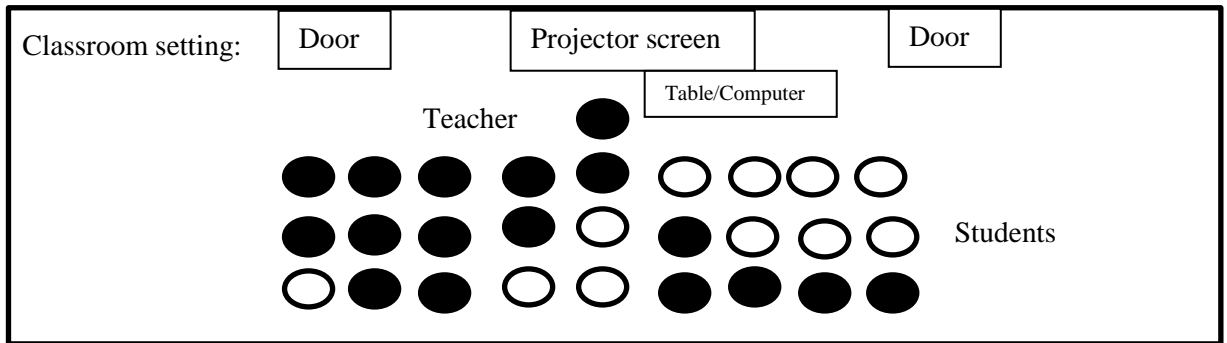 Classroom setting:
Door
Projector screen
Door
Table/Computer
Teacher
Students